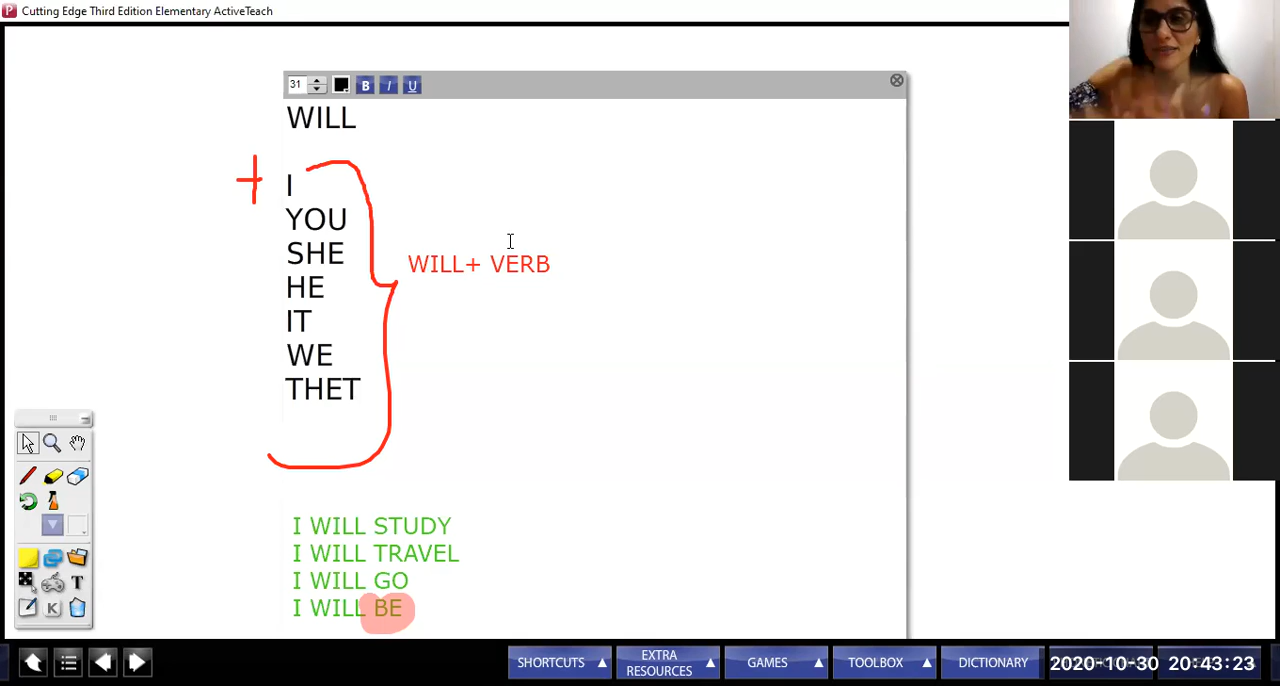 Cutting Edge Third Edition Elementary ActiveTeach
31 B I U
WILL
+ I
YOU
SHE
HE
IT
WE
THET
WILL+ VERB
I WILL STUDY
I WILL TRAVEL
I WILL GO
I WILL BE
T
K
SHORTCUTS
EXTRA
RESOURCES
GAMES
TOOLBOX
DICTIONARY
2020-10-30 20:43:23